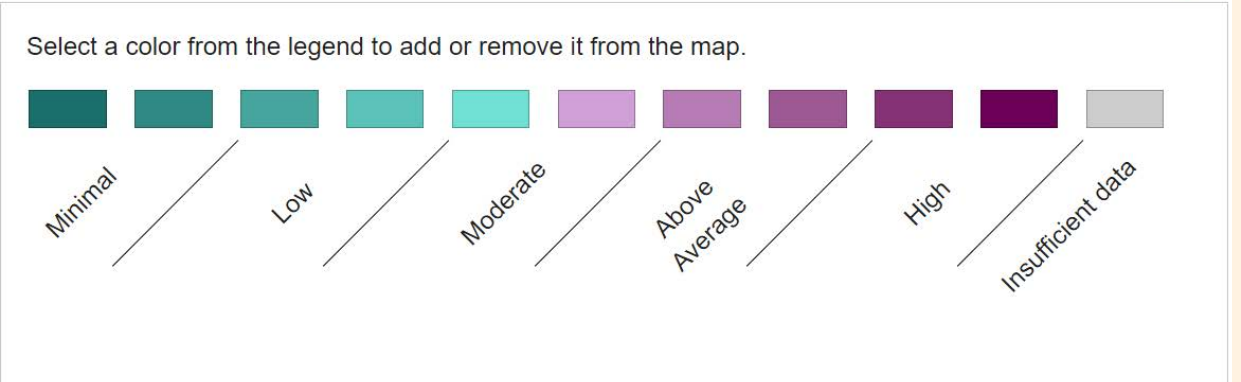 Select a color from the legend to add or remove it from the map.
Minimal
Low
Moderate
Above
Average
High
Insufficient data